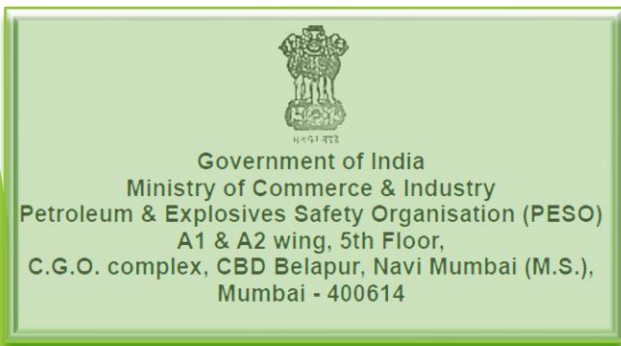 Government of India
Ministry of Commerce & Industry
Petroleum & Explosives Safety Organisation (PESO)
A1 & A2 wing, 5th Floor,
C.G.O. complex, CBD Belapur, Navi Mumbai (M.S.),
Mumbai - 400614